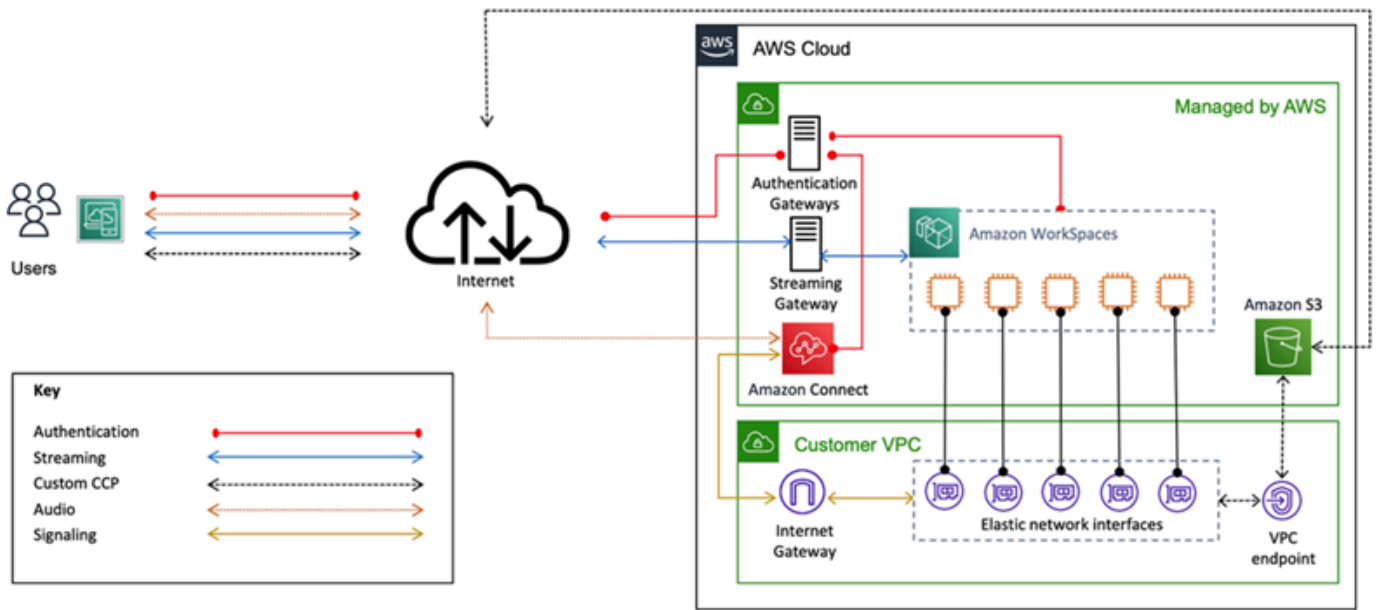 aws
AWS Cloud
Managed by AWS
Authentication
Gateways
Users
Internet
Amazon WorkSpaces
Streaming
Gateway
Amazon S3
Amazon Connect
Key
Authentication
Streaming
Custom CCP
Audio
Signaling
Customer VPC
Elastic network interfaces
Internet
Gateway
VPC
endpoint